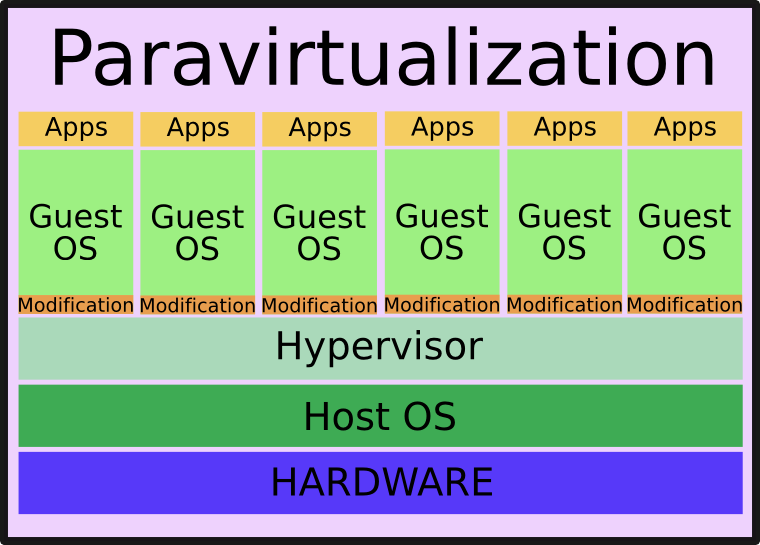 Paravirtualization
Apps Apps Apps Apps Apps Apps
Guest Guest Guest Guest Guest Guest
OS OS OS OS OS OS
Modification Modification Modification Modification Modification Modification
Hypervisor
Host OS
HARDWARE